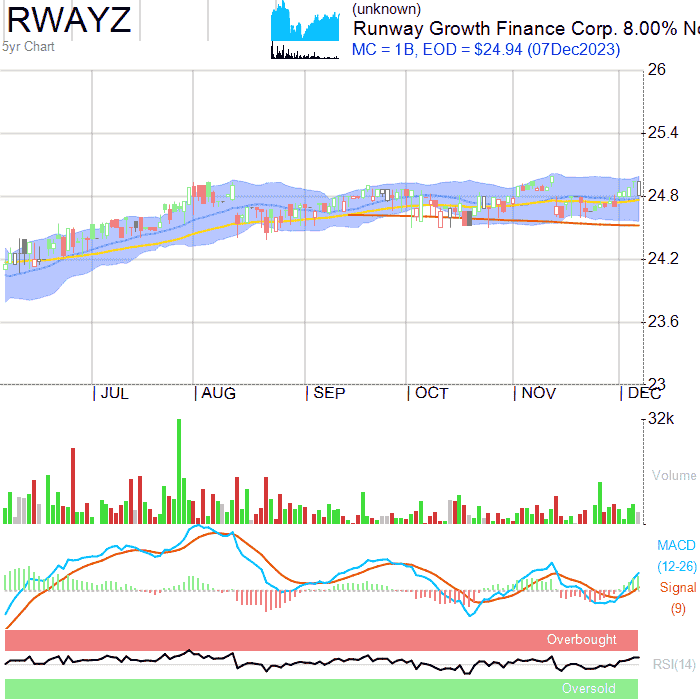 RWAYZ
5yr Chart
(unknown)
Runway Growth Finance Corp. 8.00% No
MC = 1B, EOD = $24.94 (07Dec2023)
26
25.4
24.8
24.2
23.6
23
JUL AUG SEP OCT NOV DEC
32k
Volume
MACD
(12-26)
Signal
(9)
Overbought
RSI(14)
Oversold